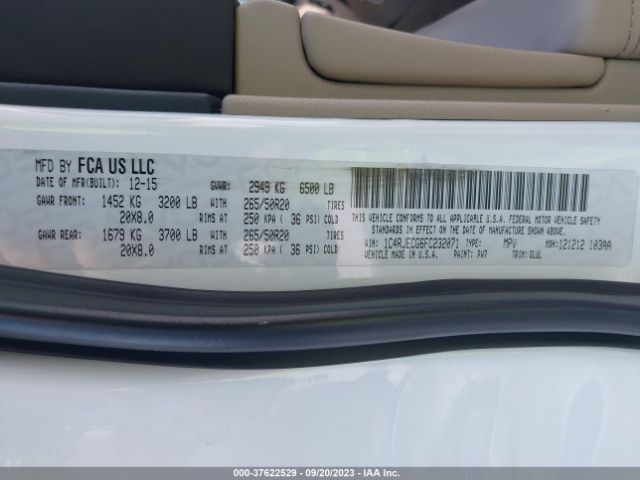 MFD BY FCA US LLC
DATE OF MFR(BUILT): 12-15 GVWR: 2949 KG 6500 LB
GAWR FRONT: 1452 KG 3200 LB WITH 265/50R20 TIRES
20X8.0 RIMS AT 250 KPA ( 36 PSI) COLD
GAWR REAR: 1679 KG 3700 LB WITH 265/50R20 TIRES
20X8.0 RIMS AT 250 KPA ( 36 PSI) COLD
THIS VEHICLE CONFORMS TO ALL APPLICABLE U.S.A. FEDERAL MOTOR VEHICLE SAFETY
STANDARDS IN EFFECT ON THE DATE OF MANUFACTURE SHOWN ABOVE.
VIN: TYPE: MPV MDH: 121212 103AA
VEHICLE MADE IN U.S.A. PAINT: PW7 TRIM:
000-37622529 - 09/20/2023 - IAA